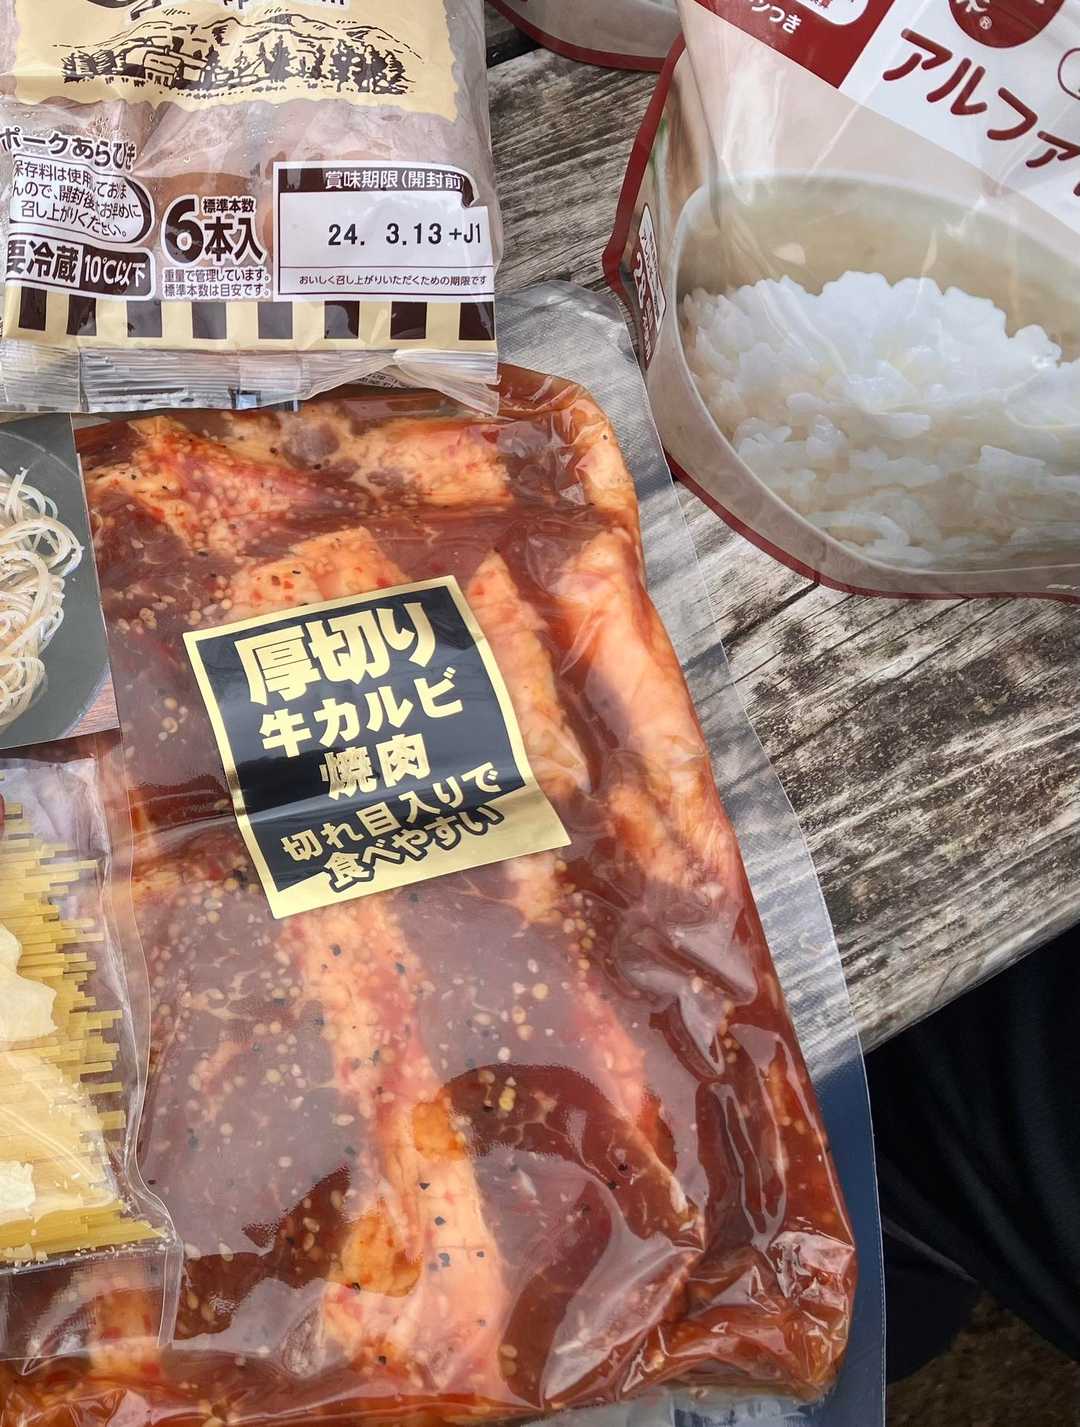 ポークあらびき
保存料は使用しておりま
んので、開封後はお早めに
召し上がりください。
要冷蔵 10℃以下
標準本数
6本入
重量で管理しています。
標準本数は目安です。
賞味期限(開封前)
24. 3.13+J1
おいしく召し上がりいただくための期限です
つき
アルファ
厚切り
牛カルビ
焼肉
切れ目入りで
食べやすい